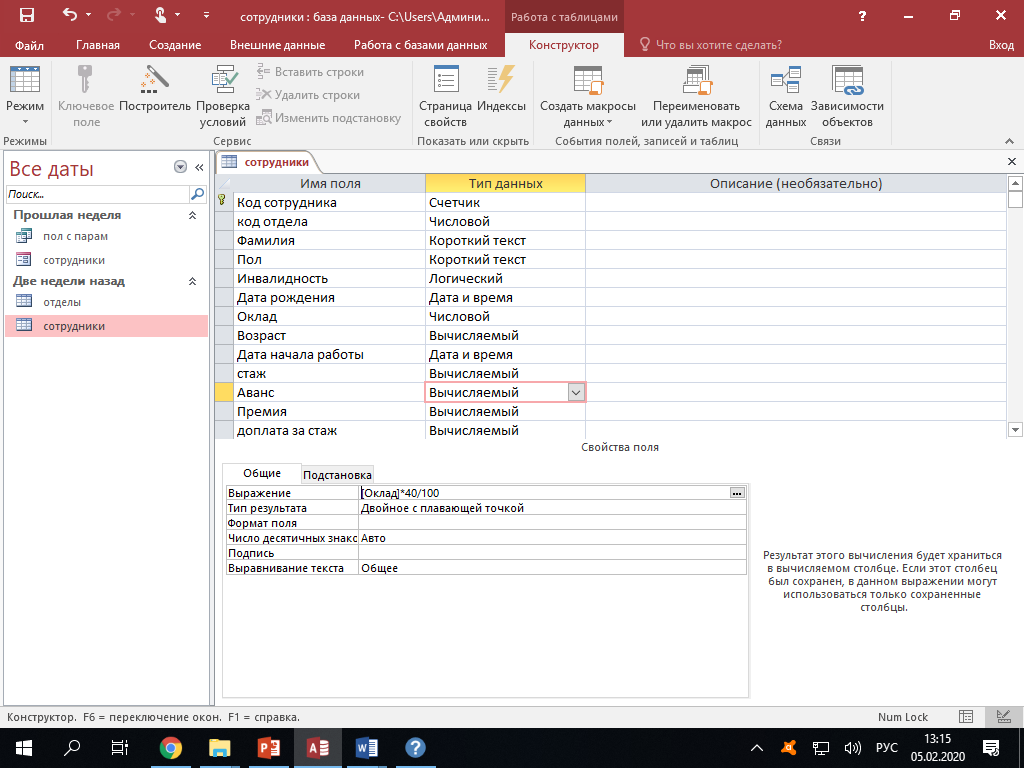 сотрудники : база данных- C:\Users\Админи...
Работа с таблицами
?
Файл
Главная
Создание
Внешние данные
Работа с базами данных
Конструктор
Что вы хотите сделать?
Вход
Режим
Ключевое поле
Построитель
Проверка условий
Вставить строки
Удалить строки
Изменить подстановку
Страница свойств
Индексы
Создать макросы данных
Переименовать или удалить макрос
Схема данных
Зависимости объектов
Режимы
Сервис
Показать или скрыть
События полей, записей и таблиц
Связи
Все даты
Поиск...
Прошлая неделя
пол с парам
сотрудники
Две недели назад
отделы
сотрудники
сотрудники
Имя поля Тип данных Описание (необязательно)
Код сотрудника Счетчик
код отдела Числовой
Фамилия Короткий текст
Пол Короткий текст
Инвалидность Логический
Дата рождения Дата и время
Оклад Числовой
Возраст Вычисляемый
Дата начала работы Дата и время
стаж Вычисляемый
Аванс Вычисляемый
Премия Вычисляемый
доплата за стаж Вычисляемый
Свойства поля
Общие
Подстановка
Выражение [Оклад]*40/100
Тип результата Двойное с плавающей точкой
Формат поля
Число десятичных знако Авто
Подпись
Выравнивание текста Общее
Результат этого вычисления будет храниться
в вычисляемом столбце. Если этот столбец
был сохранен, в данном выражении могут
использоваться только сохраненные
столбцы.
Конструктор. F6 = переключение окон. F1 = справка.
Num Lock
РУС
13:15
05.02.2020